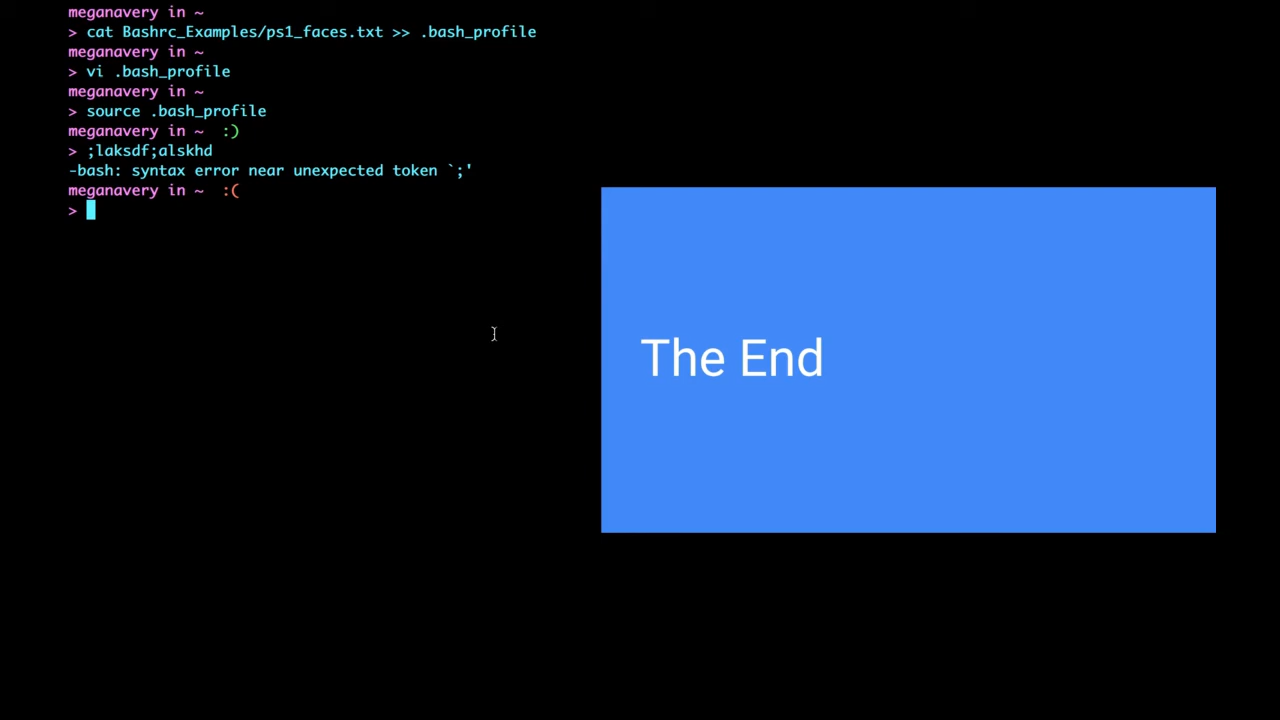 meganavery in ~
> cat Bashrc_Examples/ps1_faces.txt >> .bash_profile
meganavery in ~
> vi .bash_profile
meganavery in ~
> source .bash_profile
meganavery in ~  :)
> ;laksdf;alskhd
-bash: syntax error near unexpected token `;'
meganavery in ~  :(
>
The End